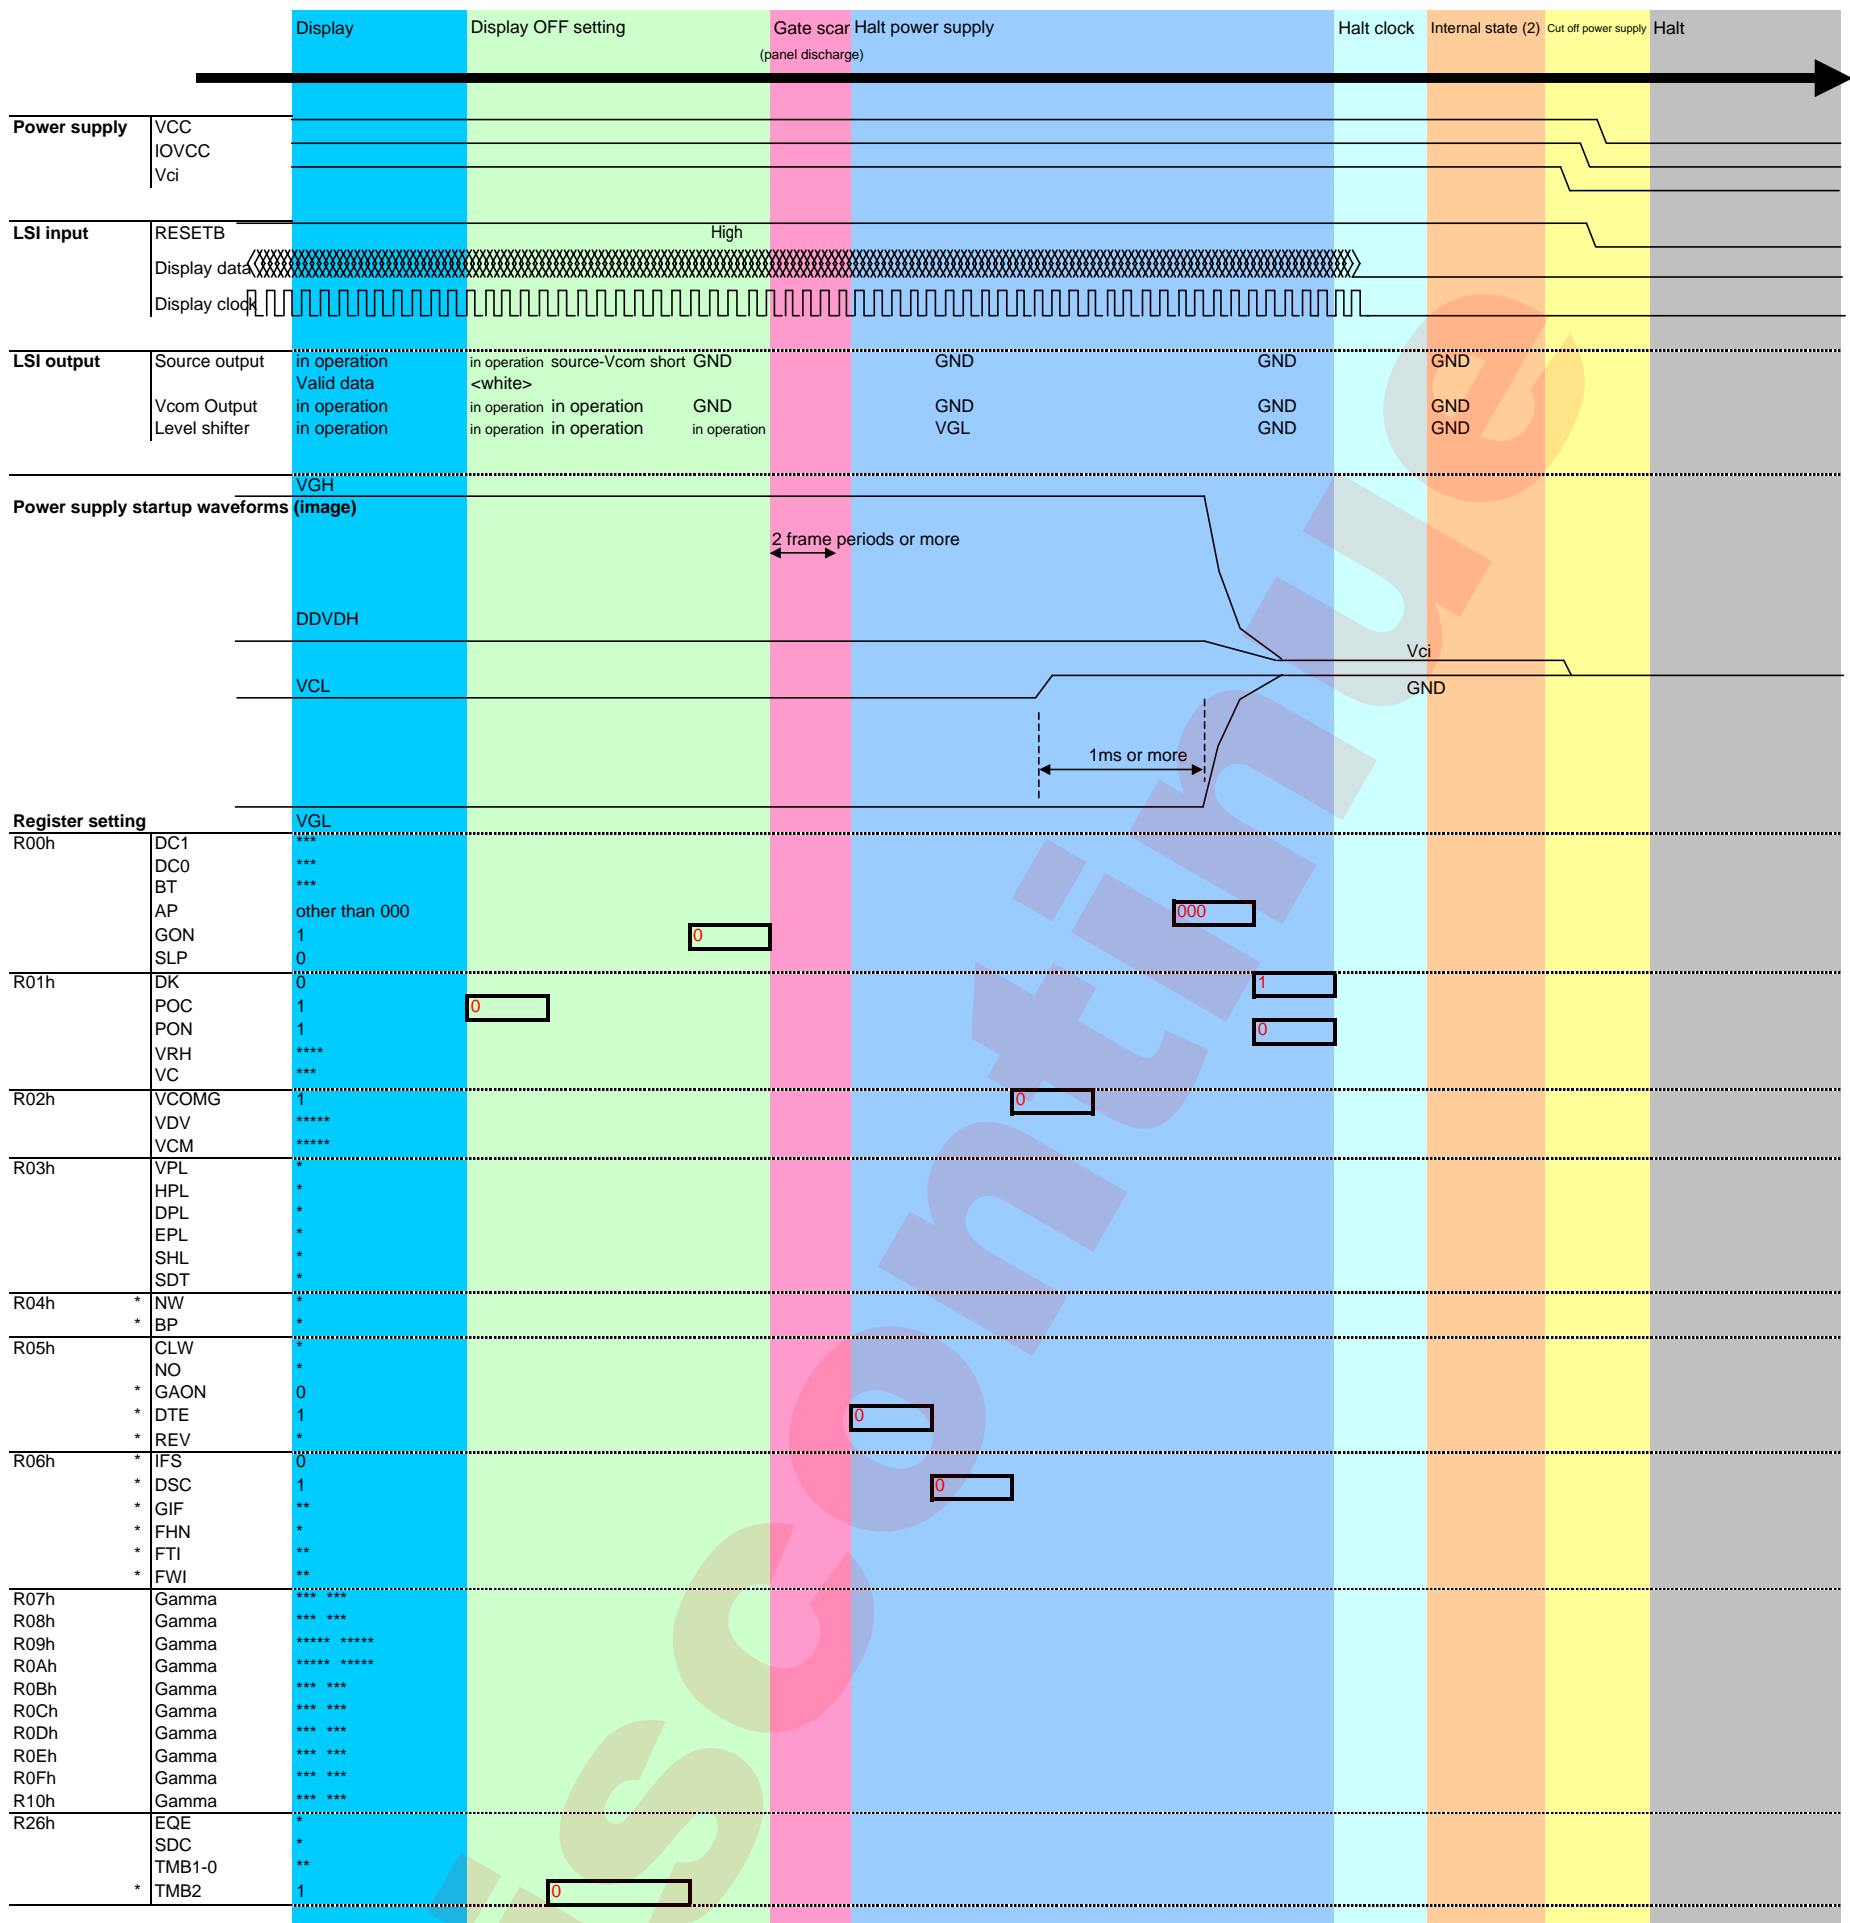 Display Display OFF setting Gate scar Halt power supply Halt clock Internal state (2) Cut off power supply Halt
(panel discharge)
Power supply VCC
IOVCC
Vci
LSI input RESETB High
Display data
Display clock
LSI output Source output in operation in operation source-Vcom short GND GND GND GND
Valid data <white>
Vcom Output in operation in operation in operation GND GND GND GND
Level shifter in operation in operation in operation in operation VGL GND GND
VGH
Power supply startup waveforms (image)
2 frame periods or more
DDVDH
Vci
VCL GND
1ms or more
Register setting VGL
R00h DC1 ***
DC0 ***
BT ***
AP other than 000 000
GON 1 0
SLP 0
R01h DK 0 1
POC 1 0
PON 1 0
VRH ****
VC ***
R02h VCOMG 1 0
VDV *****
VCM *****
R03h VPL *
HPL *
DPL *
EPL *
SHL *
SDT *
R04h * NW *
* BP *
R05h CLW *
NO *
* GAON 0
* DTE 1 0
* REV *
R06h * IFS 0
* DSC 1 0
* GIF **
* FHN *
* FTI **
* FWI **
R07h Gamma *** ***
R08h Gamma *** ***
R09h Gamma ***** *****
R0Ah Gamma ***** *****
R0Bh Gamma *** ***
R0Ch Gamma *** ***
R0Dh Gamma *** ***
R0Eh Gamma *** ***
R0Fh Gamma *** ***
R10h Gamma *** ***
R26h EQE *
SDC *
TMB1-0 **
* TMB2 1 0
iscontinue